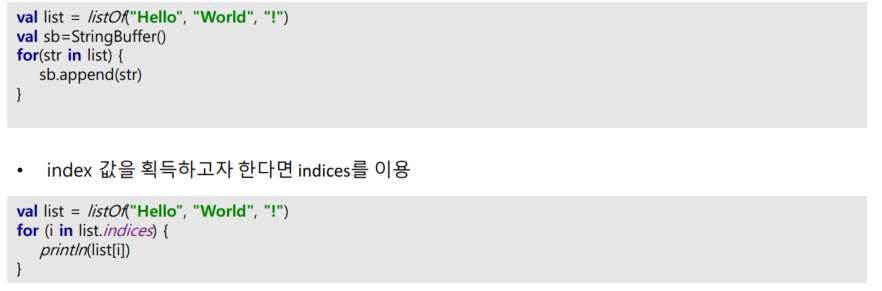 val list = listOf("Hello", "World", "!")
val sb=StringBuffer()
for(str in list) {
sb.append(str)
}
• index 값을 획득하고자 한다면 indices를 이용
val list = listOf("Hello", "World", "!")
for (i in list.indices) {
println(list[i])
}